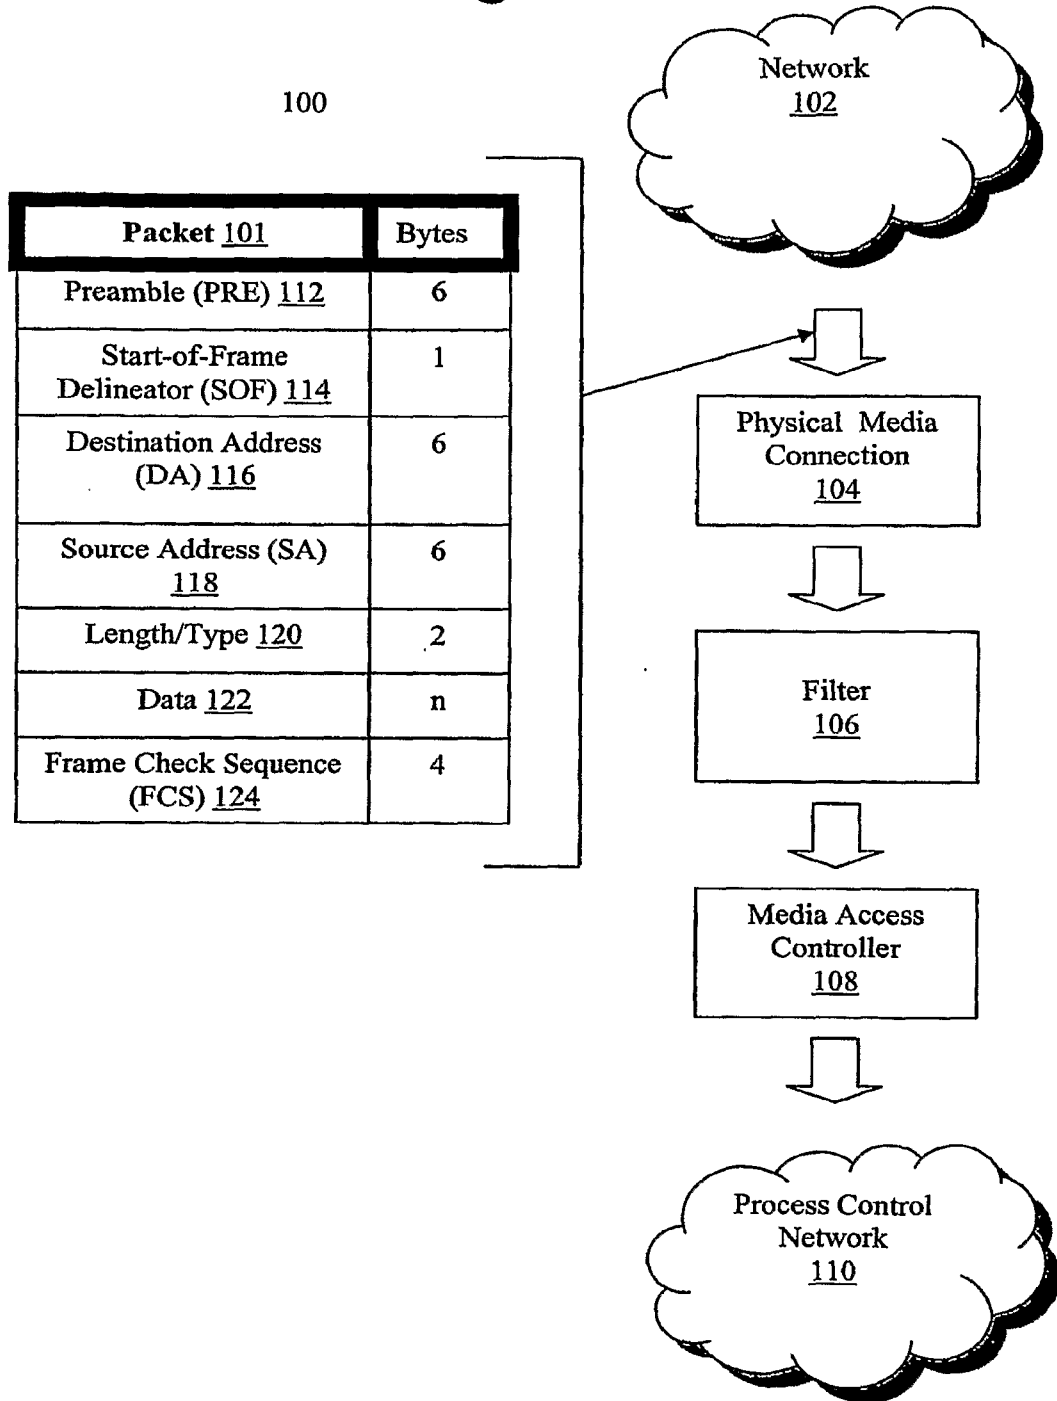 100
Packet 101 Bytes
Preamble (PRE) 112 6
Start-of-Frame 1
Delineator (SOF) 114
Destination Address 6
(DA) 116
Source Address (SA) 6
118
Length/Type 120 2
Data 122 n
Frame Check Sequence 4
(FCS) 124
Network
102
Physical Media
Connection
104
Filter
106
Media Access
Controller
108
Process Control
Network
110